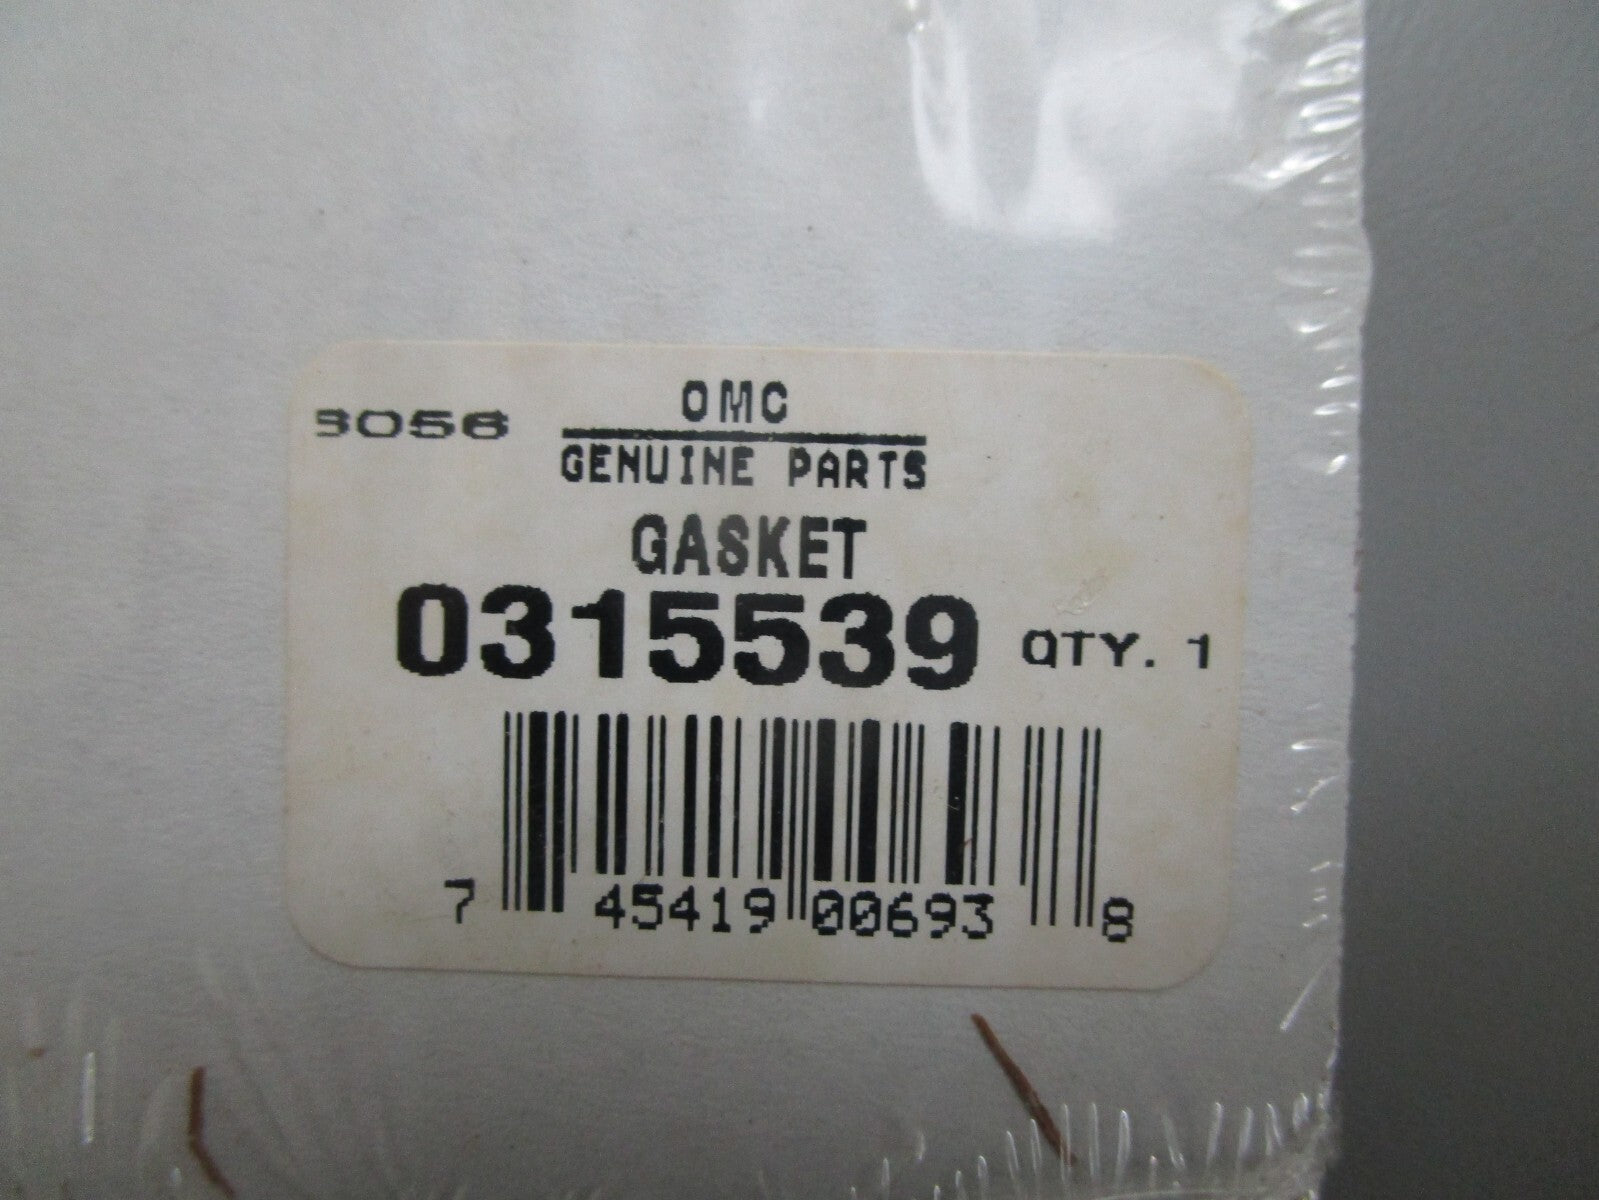 3056
OMC
GENUINE PARTS
GASKET
0315539 QTY. 1
7 45419 00693 8